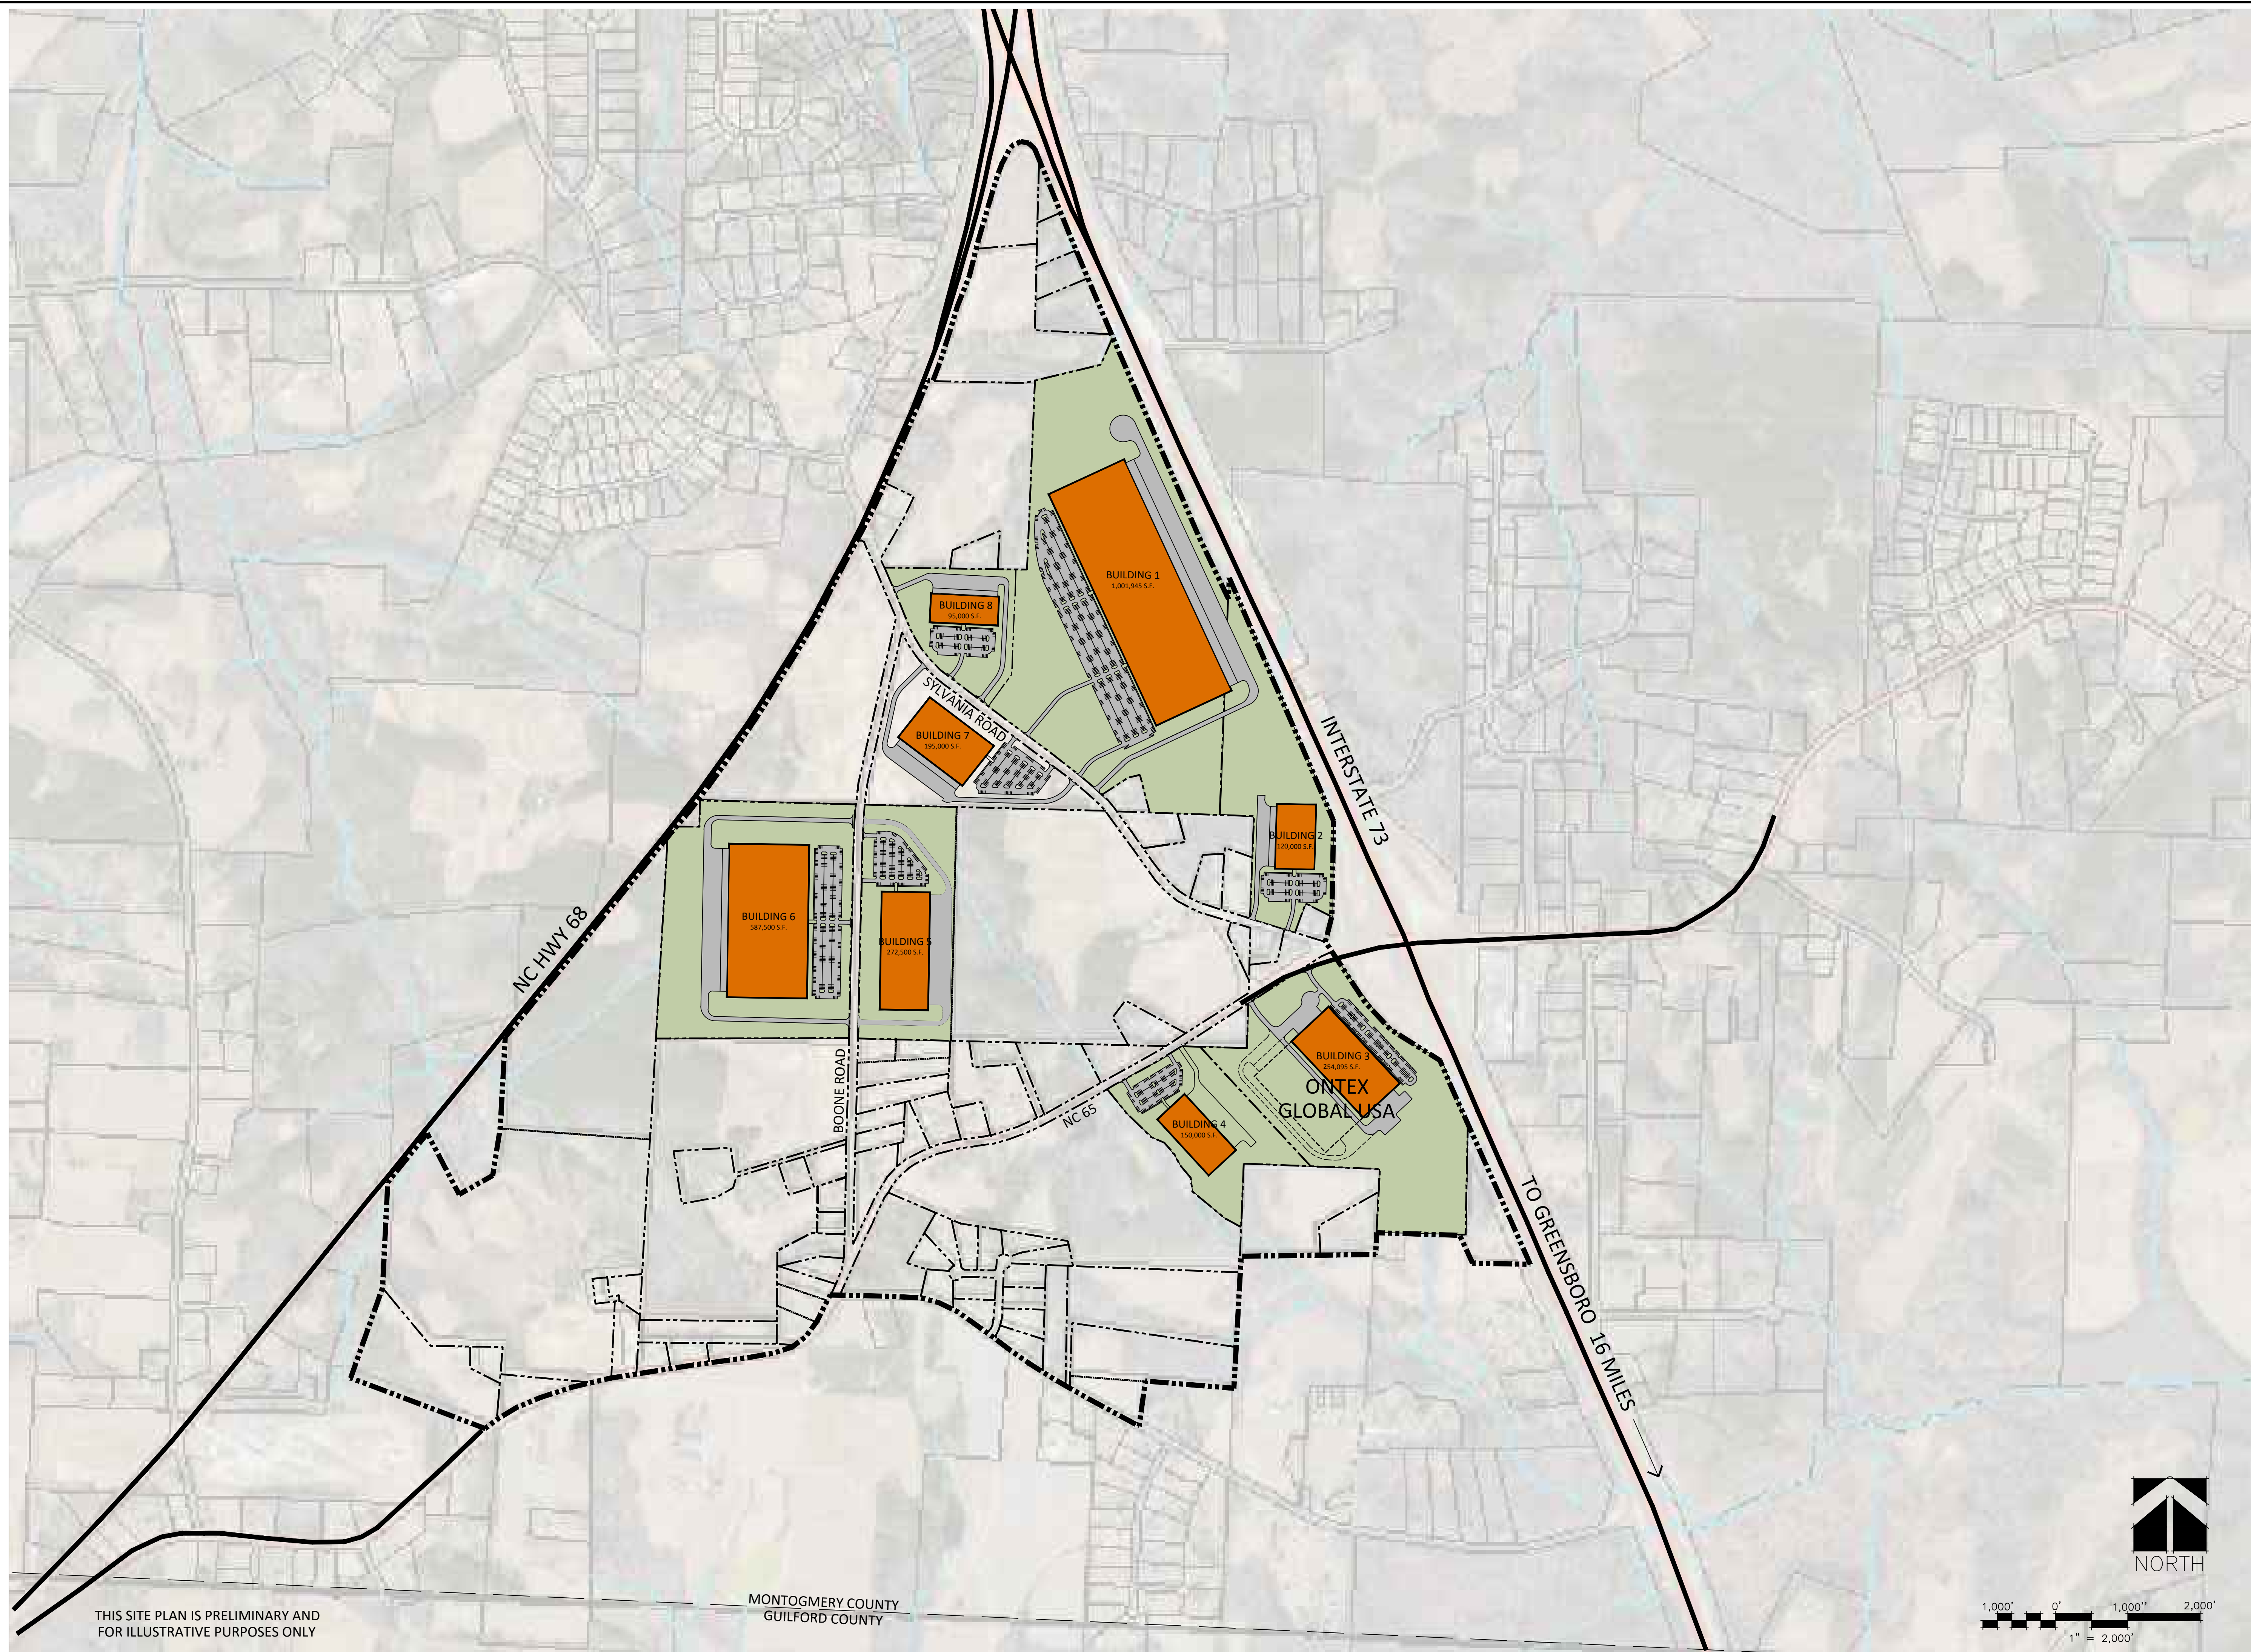 BUILDING 1
1,001,945 S.F.
BUILDING 8
95,000 S.F.
SYLVANIA ROAD
BUILDING 7
195,000 S.F.
INTERSTATE 73
BUILDING 2
120,000 S.F.
NC HWY 68
BUILDING 6
587,500 S.F.
BUILDING 5
272,500 S.F.
BOONE ROAD
NC 65
BUILDING 3
254,095 S.F.
ONTEX
GLOBAL USA
BUILDING 4
150,000 S.F.
TO GREENSBORO 16 MILES
NORTH
MONTOGMERY COUNTY
GUILFORD COUNTY
THIS SITE PLAN IS PRELIMINARY AND
FOR ILLUSTRATIVE PURPOSES ONLY
1,000' 0' 1,000'' 2,000'
1" = 2,000'